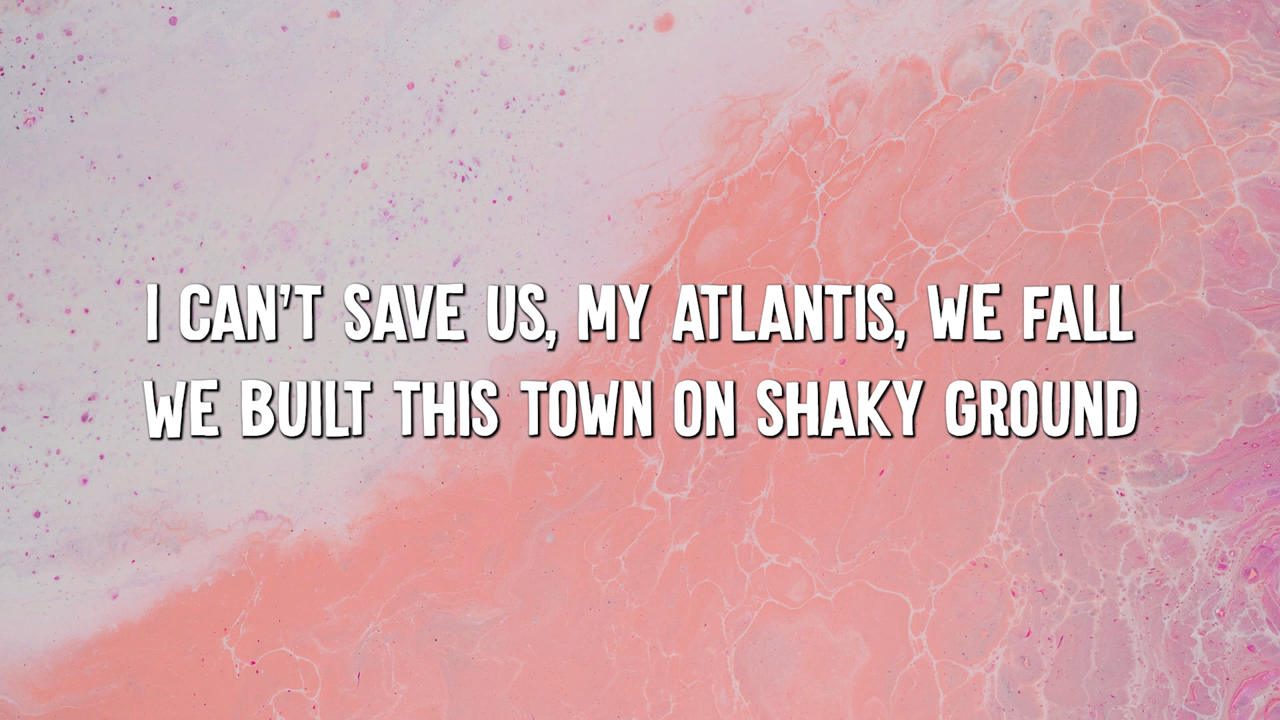 I CAN'T SAVE US, MY ATLANTIS, WE FALL
WE BUILT THIS TOWN ON SHAKY GROUND